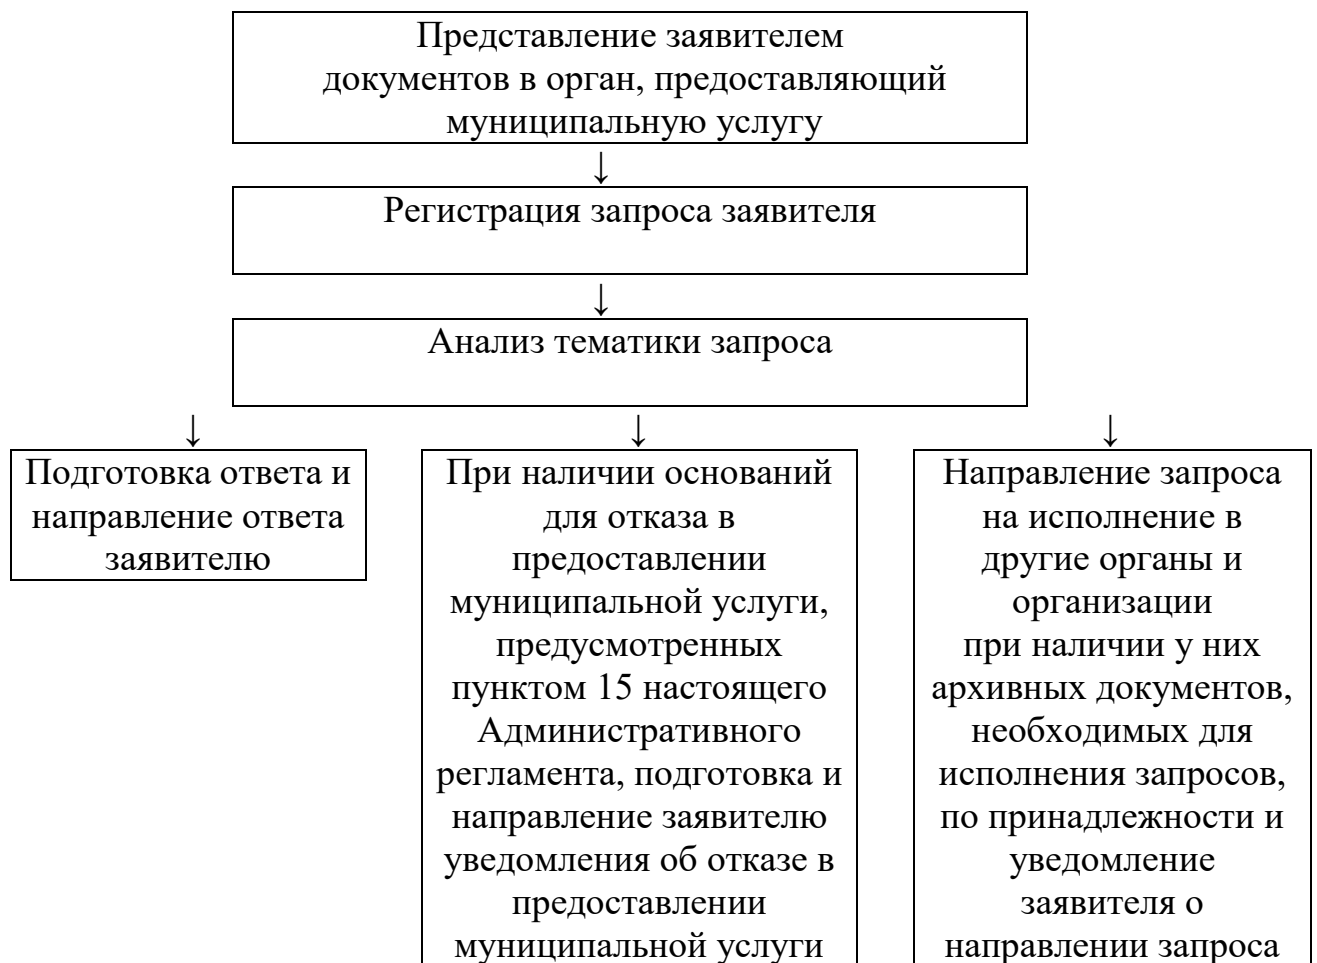 Представление заявителем
документов в орган, предоставляющий
муниципальную услугу
↓
Регистрация запроса заявителя
↓
Анализ тематики запроса
↓ ↓ ↓
Подготовка ответа и
направление ответа
заявителю
При наличии оснований
для отказа в
предоставлении
муниципальной услуги,
предусмотренных
пунктом 15 настоящего
Административного
регламента, подготовка и
направление заявителю
уведомления об отказе в
предоставлении
муниципальной услуги
Направление запроса
на исполнение в
другие органы и
организации
при наличии у них
архивных документов,
необходимых для
исполнения запросов,
по принадлежности и
уведомление
заявителя о
направлении запроса